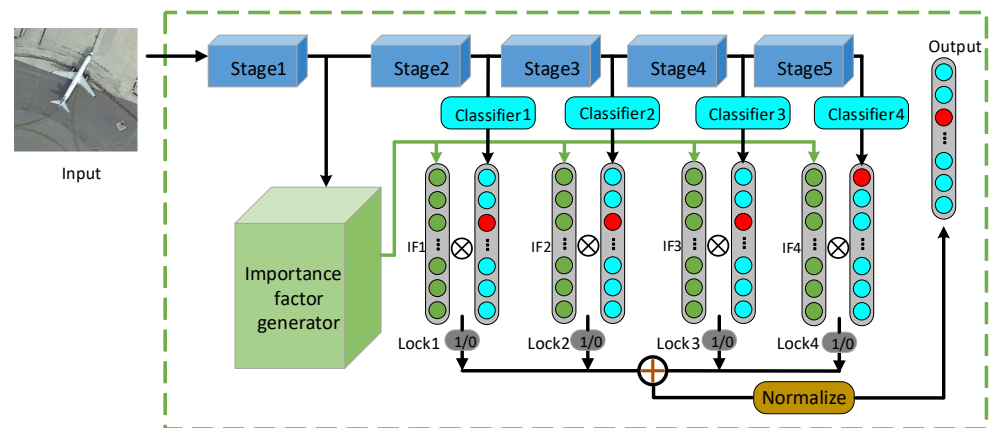 Output
Stage1
Stage2
Stage3
Stage4
Stage5
Classifier1
Classifier2
Classifier3
Classifier4
Input
Importance
factor
generator
IF1
IF2
IF3
IF4
Lock1
1/0
Lock2
1/0
Lock3
1/0
Lock4
1/0
Normalize